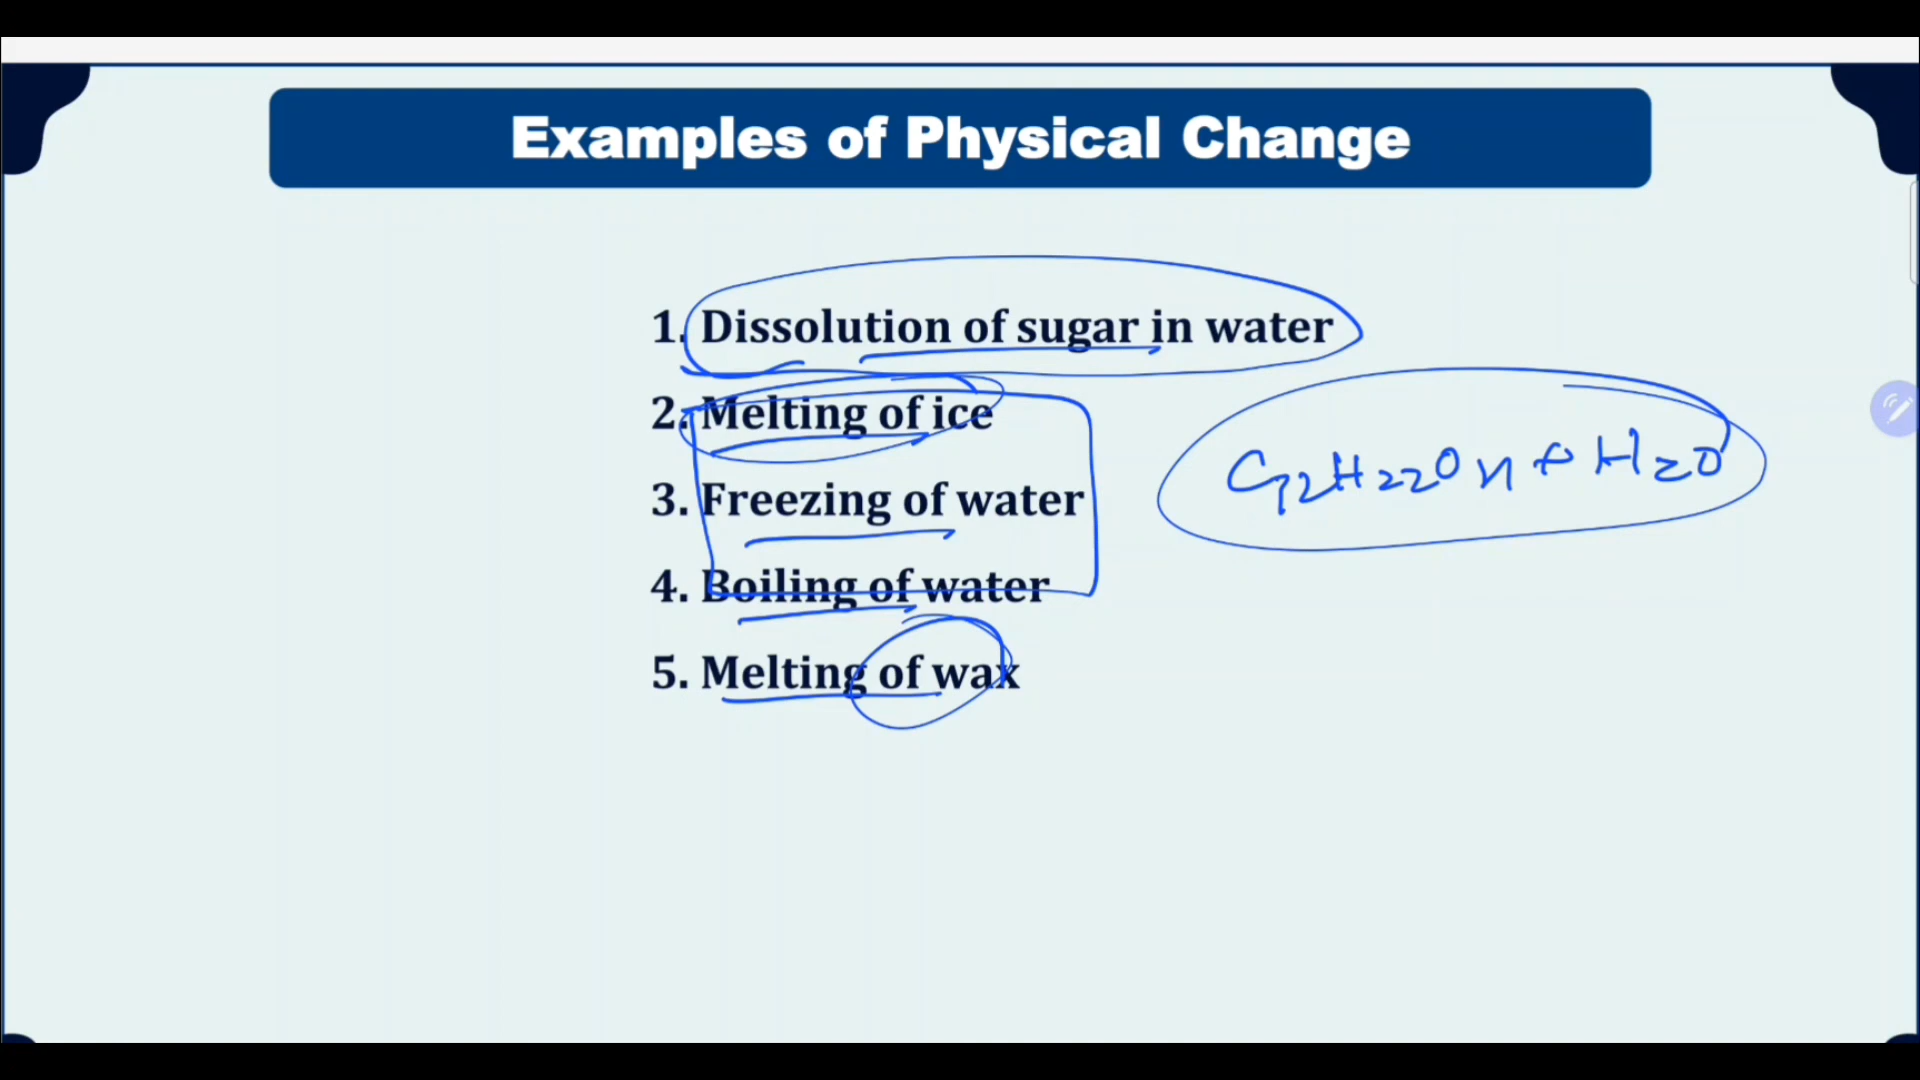 Examples of Physical Change
1. Dissolution of sugar in water
2. Melting of ice
3. Freezing of water
4. Boiling of water
5. Melting of wax
C12H22O11 + H2O